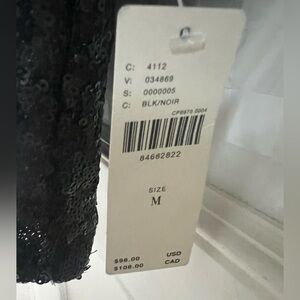 C: 4112
V: 034869
S: 0000005
C: BLK/NOIR
CP8970 0004
84682822
SIZE
M
$98.00 USD
$108.00 CAD